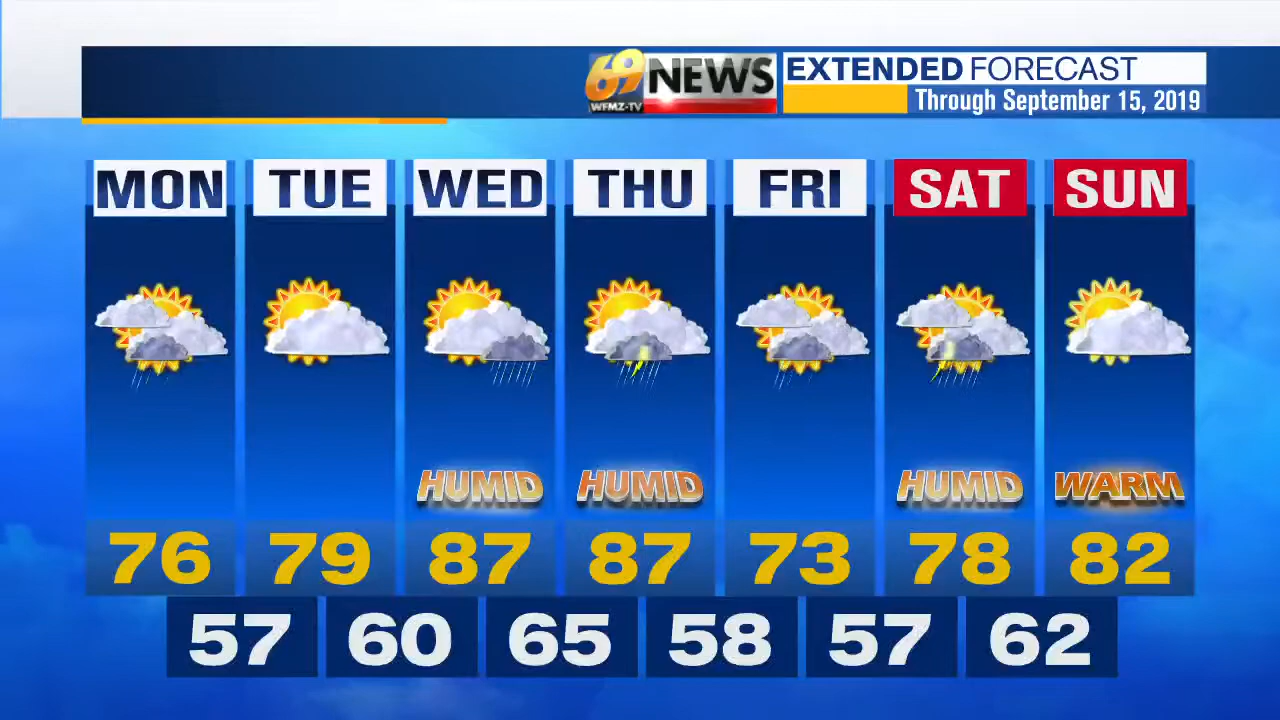 69 NEWS
WFMZ-TV
EXTENDED FORECAST
Through September 15, 2019
MON TUE WED THU FRI SAT SUN
HUMID HUMID HUMID WARM
76 79 87 87 73 78 82
57 60 65 58 57 62